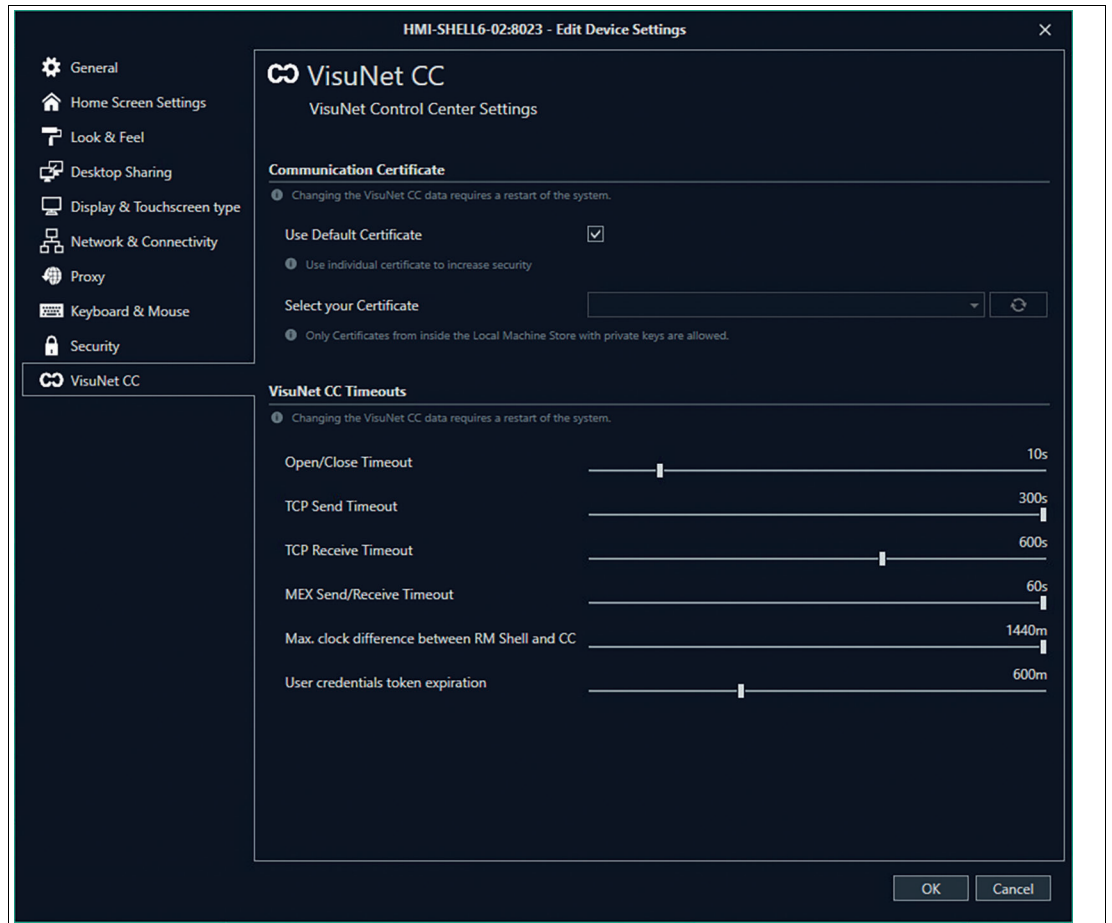 HMI-SHELL6-02:8023 - Edit Device Settings
General
Home Screen Settings
Look & Feel
Desktop Sharing
Display & Touchscreen type
Network & Connectivity
Proxy
Keyboard & Mouse
Security
VisuNet CC
VisuNet CC
VisuNet Control Center Settings
Communication Certificate
Changing the VisuNet CC data requires a restart of the system.
Use Default Certificate
Use individual certificate to increase security
Select your Certificate
Only Certificates from inside the Local Machine Store with private keys are allowed.
VisuNet CC Timeouts
Changing the VisuNet CC data requires a restart of the system.
Open/Close Timeout 10s
TCP Send Timeout 300s
TCP Receive Timeout 600s
MEX Send/Receive Timeout 60s
Max. clock difference between RM Shell and CC 1440m
User credentials token expiration 600m
OK Cancel